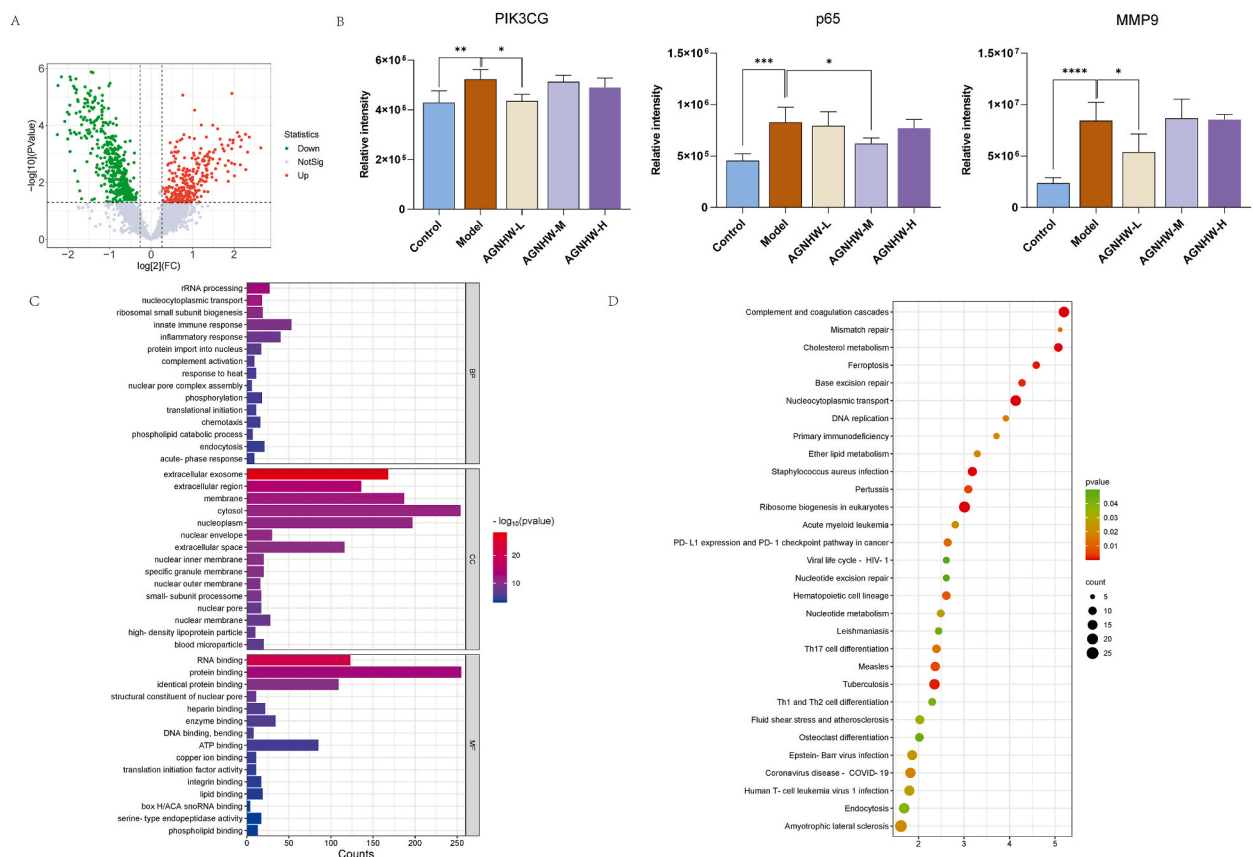 A
6
4
2
0
−log[10](PValue)
−2
−1
0
1
2
log[2](FC)
Statistics
Down
NotSig
Up
B
PIK3CG
Relative intensity
6×10⁶
4×10⁶
2×10⁶
0
**
*
Control
Model
AGNHW-L
AGNHW-M
AGNHW-H
p65
Relative intensity
1.5×10⁶
1×10⁶
5×10⁵
0
***
*
Control
Model
AGNHW-L
AGNHW-M
AGNHW-H
MMP9
Relative intensity
1.5×10⁷
1×10⁷
5×10⁶
0
****
*
Control
Model
AGNHW-L
AGNHW-M
AGNHW-H
C
rRNA processing
nucleocytoplasmic transport
ribosomal small subunit biogenesis
innate immune response
inflammatory response
protein import into nucleus
complement activation
response to heat
nuclear pore complex assembly
phosphorylation
translational initiation
chemotaxis
phospholipid catabolic process
endocytosis
acute- phase response
BP
extracellular exosome
extracellular region
membrane
cytosol
nucleoplasm
nuclear envelope
extracellular space
nuclear inner membrane
specific granule membrane
nuclear outer membrane
small- subunit processome
nuclear pore
nuclear membrane
high- density lipoprotein particle
blood microparticle
CC
RNA binding
protein binding
identical protein binding
structural constituent of nuclear pore
heparin binding
enzyme binding
DNA binding, bending
ATP binding
copper ion binding
translation initiation factor activity
integrin binding
lipid binding
box H/ACA snoRNA binding
serine- type endopeptidase activity
phospholipid binding
MF
0
50
100
150
200
250
Counts
- log₁₀(pvalue)
20
10
D
Complement and coagulation cascades
Mismatch repair
Cholesterol metabolism
Ferroptosis
Base excision repair
Nucleocytoplasmic transport
DNA replication
Primary immunodeficiency
Ether lipid metabolism
Staphylococcus aureus infection
Pertussis
Ribosome biogenesis in eukaryotes
Acute myeloid leukemia
PD- L1 expression and PD- 1 checkpoint pathway in cancer
Viral life cycle - HIV- 1
Nucleotide excision repair
Hematopoietic cell lineage
Nucleotide metabolism
Leishmaniasis
Th17 cell differentiation
Measles
Tuberculosis
Th1 and Th2 cell differentiation
Fluid shear stress and atherosclerosis
Osteoclast differentiation
Epstein- Barr virus infection
Coronavirus disease - COVID- 19
Human T- cell leukemia virus 1 infection
Endocytosis
Amyotrophic lateral sclerosis
2
3
4
5
pvalue
0.04
0.03
0.02
0.01
count
5
10
15
20
25